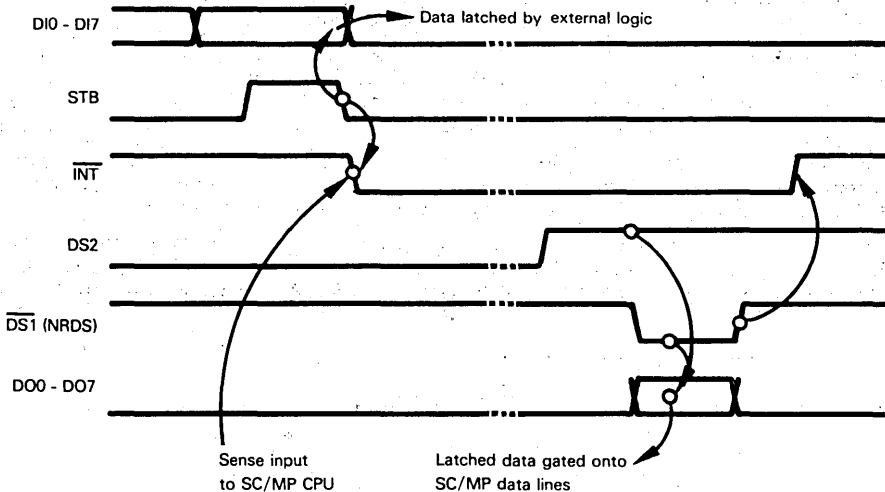 DI0 - DI7
Data latched by external logic
STB
INT
DS2
DS1 (NRDS)
DO0 - DO7
Sense input
to SC/MP CPU
Latched data gated onto
SC/MP data lines